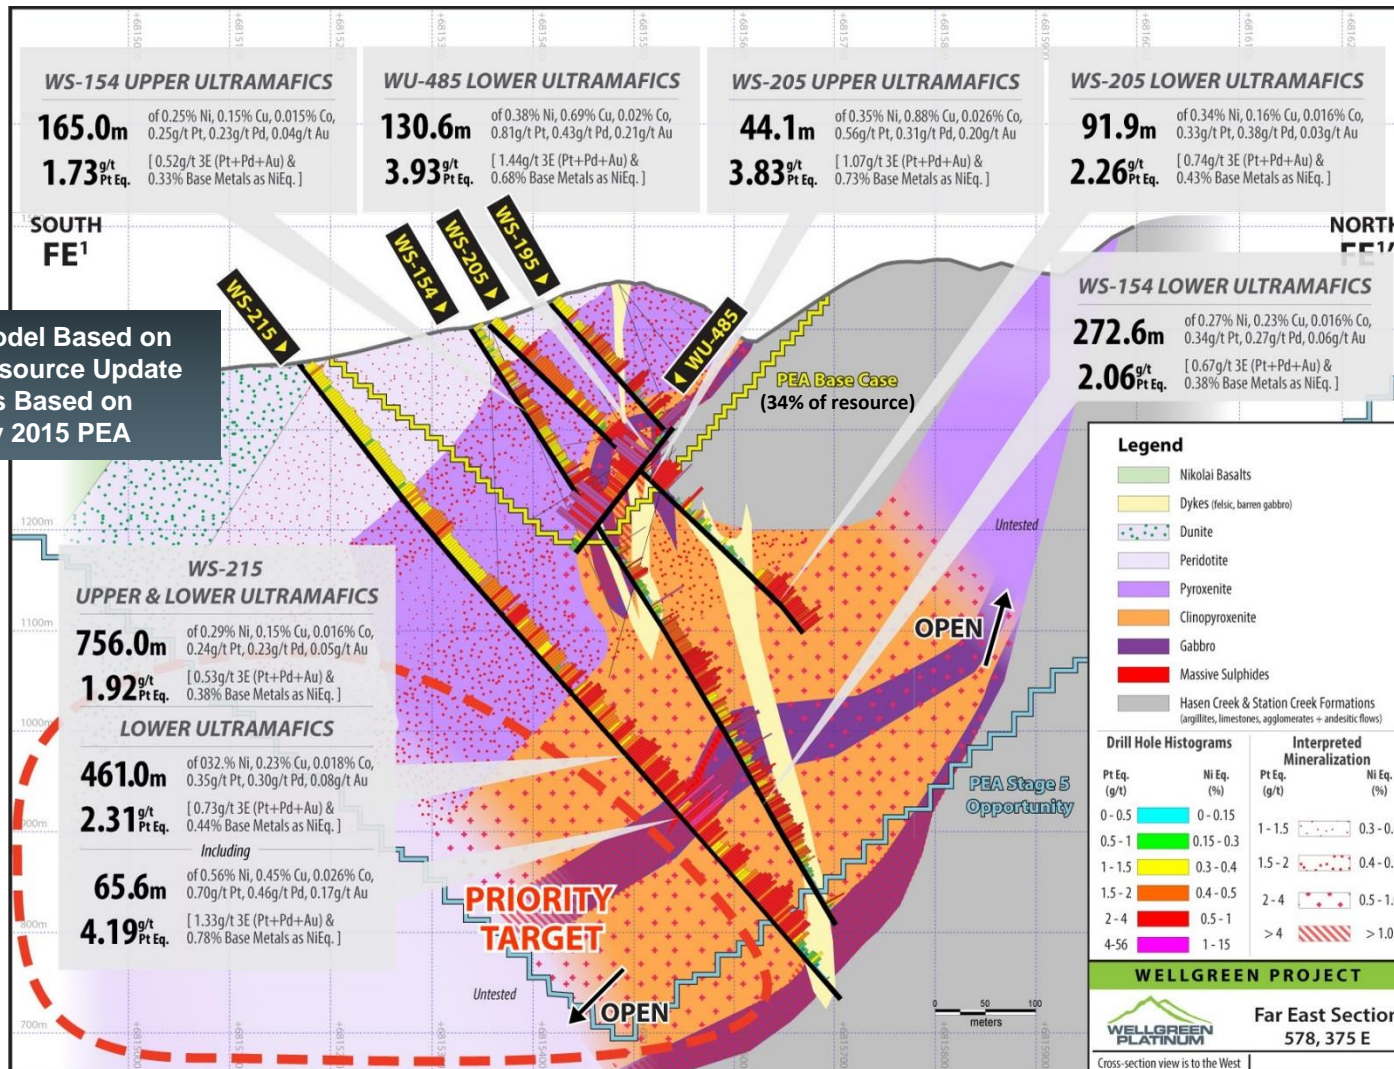 WS-154 UPPER ULTRAMAFICS
165.0m
of 0.25% Ni, 0.15% Cu, 0.015% Co,
0.25g/t Pt, 0.23g/t Pd, 0.04g/t Au
1.73 g/t Pt Eq.
[ 0.52g/t 3E (Pt+Pd+Au) &
0.33% Base Metals as NiEq. ]
WU-485 LOWER ULTRAMAFICS
130.6m
of 0.38% Ni, 0.69% Cu, 0.02% Co,
0.81g/t Pt, 0.43g/t Pd, 0.21g/t Au
3.93 g/t Pt Eq.
[ 1.44g/t 3E (Pt+Pd+Au) &
0.68% Base Metals as NiEq. ]
WS-205 UPPER ULTRAMAFICS
44.1m
of 0.35% Ni, 0.88% Cu, 0.026% Co,
0.56g/t Pt, 0.31g/t Pd, 0.20g/t Au
3.83 g/t Pt Eq.
[ 1.07g/t 3E (Pt+Pd+Au) &
0.73% Base Metals as NiEq. ]
WS-205 LOWER ULTRAMAFICS
91.9m
of 0.34% Ni, 0.16% Cu, 0.016% Co,
0.33g/t Pt, 0.38g/t Pd, 0.03g/t Au
2.26 g/t Pt Eq.
[ 0.74g/t 3E (Pt+Pd+Au) &
0.43% Base Metals as NiEq. ]
SOUTH
FE¹
NORTH
FE¹'
WS-215
WS-154
WS-205
WS-195
WU-485
WS-154 LOWER ULTRAMAFICS
272.6m
of 0.27% Ni, 0.23% Cu, 0.016% Co,
0.34g/t Pt, 0.27g/t Pd, 0.06g/t Au
2.06 g/t Pt Eq.
[ 0.67g/t 3E (Pt+Pd+Au) &
0.38% Base Metals as NiEq. ]
odel Based on
source Update
s Based on
y 2015 PEA
PEA Base Case
(34% of resource)
1200m
1100m
1000m
900m
800m
700m
Untested
OPEN
WS-215
UPPER & LOWER ULTRAMAFICS
756.0m
of 0.29% Ni, 0.15% Cu, 0.016% Co,
0.24g/t Pt, 0.23g/t Pd, 0.05g/t Au
1.92 g/t Pt Eq.
[ 0.53g/t 3E (Pt+Pd+Au) &
0.38% Base Metals as NiEq. ]
LOWER ULTRAMAFICS
461.0m
of 032.% Ni, 0.23% Cu, 0.018% Co,
0.35g/t Pt, 0.30g/t Pd, 0.08g/t Au
2.31 g/t Pt Eq.
[ 0.73g/t 3E (Pt+Pd+Au) &
0.44% Base Metals as NiEq. ]
Including
65.6m
of 0.56% Ni, 0.45% Cu, 0.026% Co,
0.70g/t Pt, 0.46g/t Pd, 0.17g/t Au
4.19 g/t Pt Eq.
[ 1.33g/t 3E (Pt+Pd+Au) &
0.78% Base Metals as NiEq. ]
PRIORITY
TARGET
Untested
OPEN
PEA Stage 5
Opportunity
0 50 100
meters
Legend
Nikolai Basalts
Dykes (felsic, barren gabbro)
Dunite
Peridotite
Pyroxenite
Clinopyroxenite
Gabbro
Massive Sulphides
Hasen Creek & Station Creek Formations
(argillites, limestones, agglomerates + andesitic flows)
Drill Hole Histograms
Pt Eq. (g/t) Ni Eq. (%)
0 - 0.5 0 - 0.15
0.5 - 1 0.15 - 0.3
1 - 1.5 0.3 - 0.4
1.5 - 2 0.4 - 0.5
2 - 4 0.5 - 1
4-56 1 - 15
Interpreted
Mineralization
Pt Eq. (g/t) Ni Eq. (%)
1 - 1.5 0.3 - 0.
1.5 - 2 0.4 - 0.
2 - 4 0.5 - 1.
> 4 > 1.0
WELLGREEN PROJECT
WELLGREEN
PLATINUM
Far East Section
578, 375 E
Cross-section view is to the West